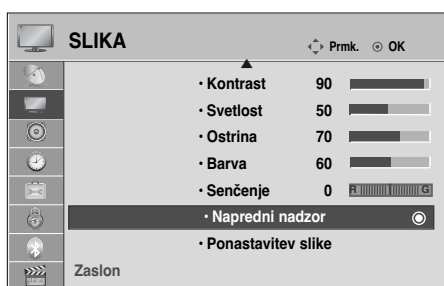 SLIKA Prmk. OK
• Kontrast 90
• Svetlost 50
• Ostrina 70
• Barva 60
• Senčenje 0 R G
• Napredni nadzor
• Ponastavitev slike
Zaslon